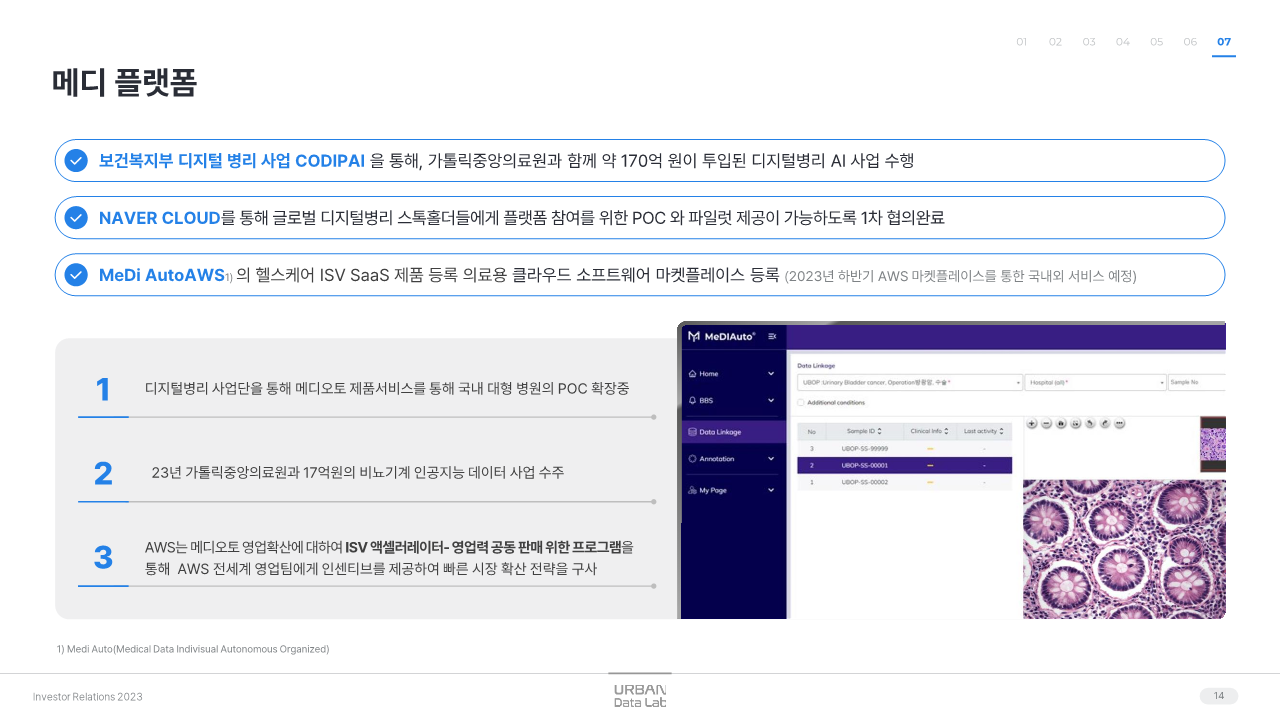 01 02 03 04 05 06 07
메디 플랫폼
보건복지부 디지털 병리 사업 CODIPAI 을 통해, 가톨릭중앙의료원과 함께 약 170억 원이 투입된 디지털병리 AI 사업 수행
NAVER CLOUD를 통해 글로벌 디지털병리 스톡홀더들에게 플랫폼 참여를 위한 POC 와 파일럿 제공이 가능하도록 1차 협의완료
MeDi AutoAWS1) 의 헬스케어 ISV SaaS 제품 등록 의료용 클라우드 소프트웨어 마켓플레이스 등록 (2023년 하반기 AWS 마켓플레이스를 통한 국내외 서비스 예정)
1 디지털병리 사업단을 통해 메디오토 제품서비스를 통해 국내 대형 병원의 POC 확장중
2 23년 가톨릭중앙의료원과 17억원의 비뇨기계 인공지능 데이터 사업 수주
3 AWS는 메디오토 영업확산에 대하여 ISV 액셀러레이터- 영업력 공동 판매 위한 프로그램을
통해 AWS 전세계 영업팀에게 인센티브를 제공하여 빠른 시장 확산 전략을 구사
MeDIAuto
Home
BBS
Data Linkage
Annotation
My Page
Data Linkage
UBOP :Urinary Bladder cancer, Operation방광암, 수술* Hospital (all)* Sample No
Additional conditions
No Sample ID Clinical Info Last activity
3 UBOP-SS-99999 -
2 UBOP-SS-00001 -
1 UBOP-SS-00002 -
1) Medi Auto(Medical Data Indivisual Autonomous Organized)
Investor Relations 2023
URBAN
Data Lab
14